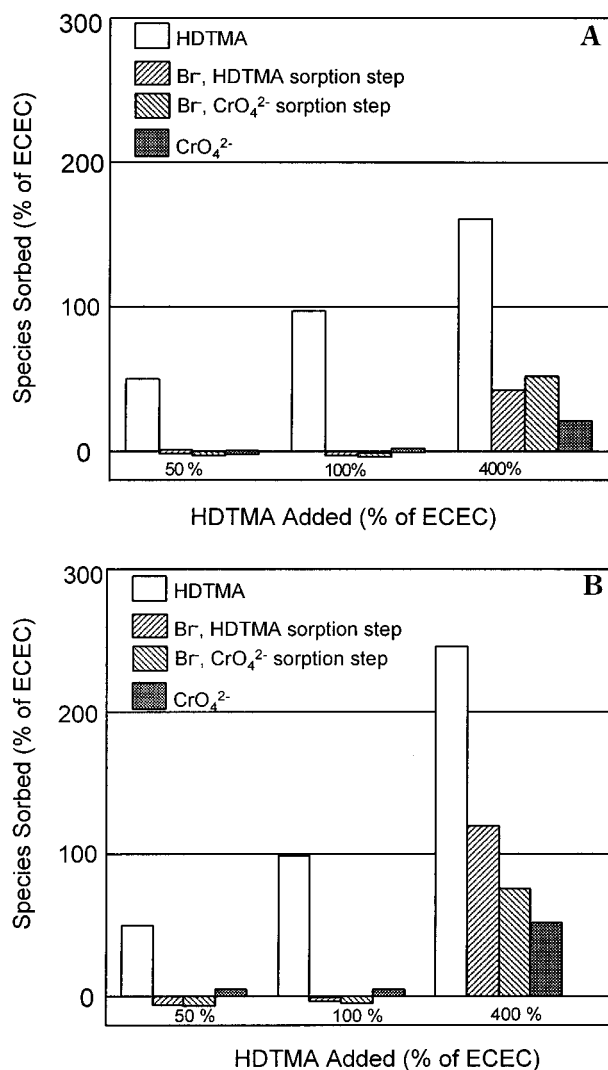 300
A
HDTMA
Br⁻, HDTMA sorption step
Br⁻, CrO₄²⁻ sorption step
CrO₄²⁻
200
100
0
Species Sorbed (% of ECEC)
50 %
100%
400%
HDTMA Added (% of ECEC)
300
B
HDTMA
Br⁻, HDTMA sorption step
Br⁻, CrO₄²⁻ sorption step
CrO₄²⁻
200
100
0
Species Sorbed (% of ECEC)
50 %
100 %
400 %
HDTMA Added (% of ECEC)